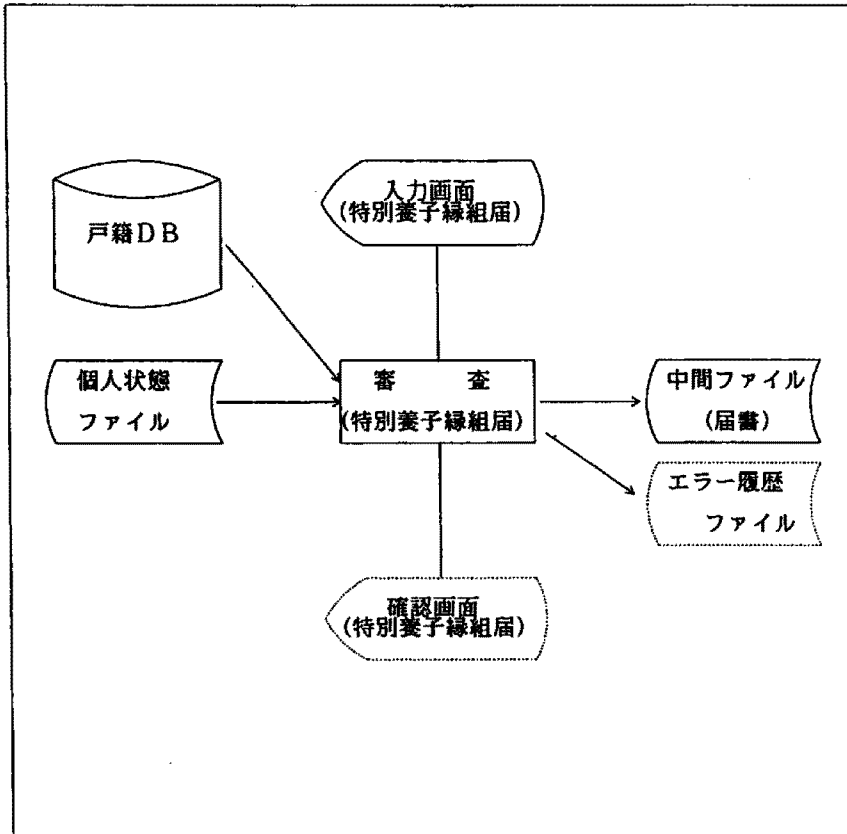 入力画面
(特別養子縁組届)
戸籍DB
個人状態
ファイル
審　　査
(特別養子縁組届)
中間ファイル
(届書)
エラー履歴
ファイル
確認画面
(特別養子縁組届)